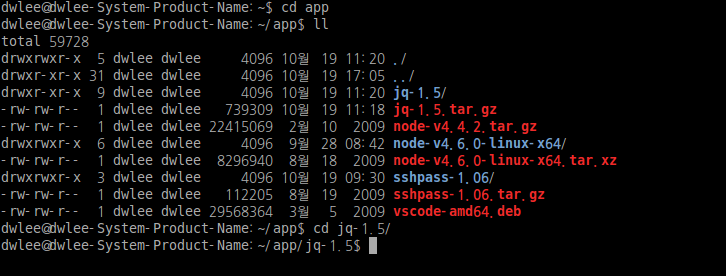 dwlee@dwlee-System-Product-Name:~$ cd app
dwlee@dwlee-System-Product-Name:~/app$ ll
total 59728
drwxrwxr-x  5 dwlee dwlee     4096 10월 19 11:20 ./
drwxr-xr-x 31 dwlee dwlee     4096 10월 19 17:05 ../
drwxr-xr-x  9 dwlee dwlee     4096 10월 19 11:20 jq-1.5/
-rw-rw-r--  1 dwlee dwlee   739309 10월 19 11:18 jq-1.5.tar.gz
-rw-rw-r--  1 dwlee dwlee 22415069  2월 10  2009 node-v4.4.2.tar.gz
drwxrwxr-x  6 dwlee dwlee     4096  9월 28 08:42 node-v4.6.0-linux-x64/
-rw-rw-r--  1 dwlee dwlee  8296940  8월 18  2009 node-v4.6.0-linux-x64.tar.xz
drwxrwxr-x  3 dwlee dwlee     4096 10월 19 09:30 sshpass-1.06/
-rw-rw-r--  1 dwlee dwlee   112205  8월 19  2009 sshpass-1.06.tar.gz
-rw-rw-r--  1 dwlee dwlee 29568364  3월  5  2009 vscode-amd64.deb
dwlee@dwlee-System-Product-Name:~/app$ cd jq-1.5/
dwlee@dwlee-System-Product-Name:~/app/jq-1.5$